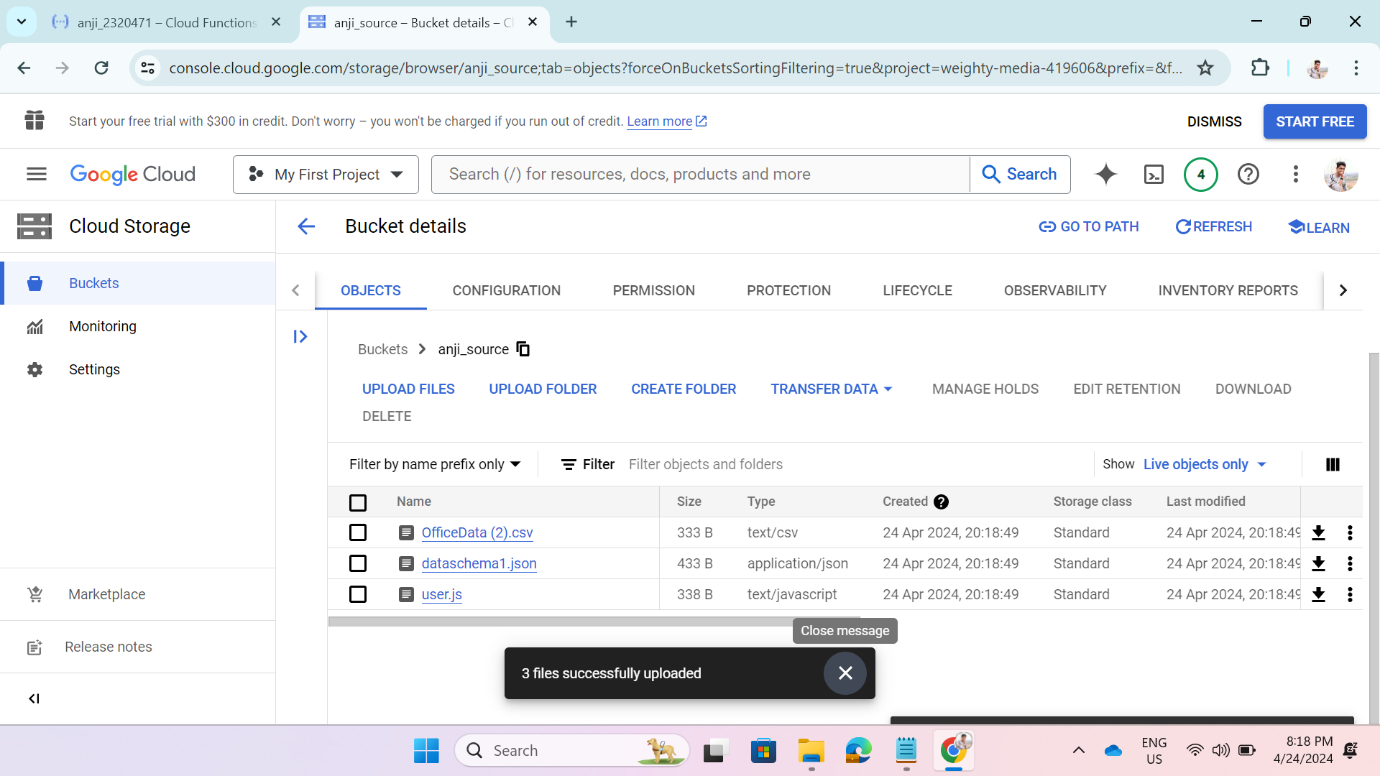 anji_2320471 – Cloud Functions
anji_source – Bucket details – Cl
console.cloud.google.com/storage/browser/anji_source;tab=objects?forceOnBucketsSortingFiltering=true&project=weighty-media-419606&prefix=&f...
Start your free trial with $300 in credit. Don't worry – you won't be charged if you run out of credit. Learn more
DISMISS
START FREE
Google Cloud
My First Project
Search (/) for resources, docs, products and more
Search
4
Cloud Storage
Bucket details
GO TO PATH
REFRESH
LEARN
Buckets
Monitoring
Settings
OBJECTS
CONFIGURATION
PERMISSION
PROTECTION
LIFECYCLE
OBSERVABILITY
INVENTORY REPORTS
Buckets > anji_source
UPLOAD FILES
UPLOAD FOLDER
CREATE FOLDER
TRANSFER DATA
MANAGE HOLDS
EDIT RETENTION
DOWNLOAD
DELETE
Filter by name prefix only
Filter
Filter objects and folders
Show
Live objects only
Name Size Type Created Storage class Last modified
OfficeData (2).csv 333 B text/csv 24 Apr 2024, 20:18:49 Standard 24 Apr 2024, 20:18:49
dataschema1.json 433 B application/json 24 Apr 2024, 20:18:49 Standard 24 Apr 2024, 20:18:49
user.js 338 B text/javascript 24 Apr 2024, 20:18:49 Standard 24 Apr 2024, 20:18:49
Close message
3 files successfully uploaded
Marketplace
Release notes
Search
ENG
US
8:18 PM
4/24/2024